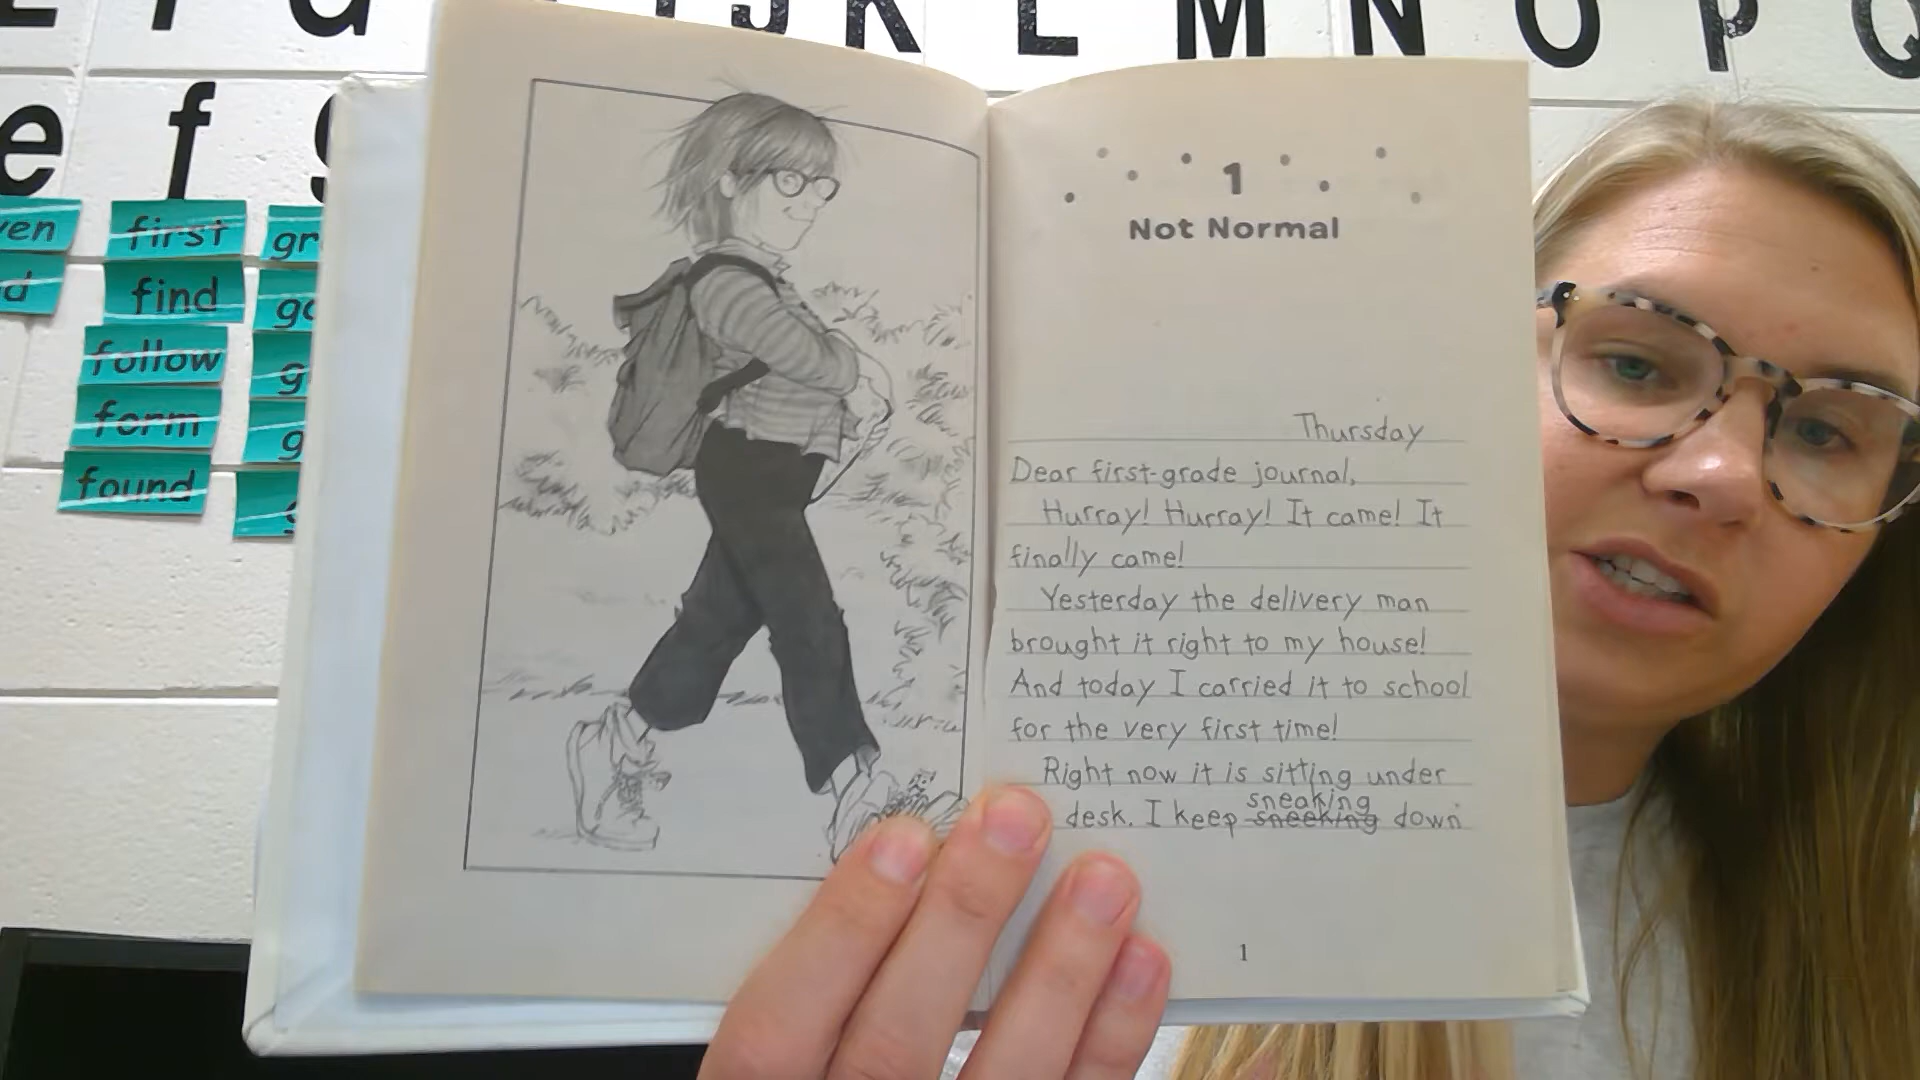 J K L M N O P Q
e f
first
find
follow
form
found
1
Not Normal
Thursday
Dear first-grade journal,
Hurray! Hurray! It came! It
finally came!
Yesterday the delivery man
brought it right to my house!
And today I carried it to school
for the very first time!
Right now it is sitting under
sneaking
desk. I keep sneeking down
1